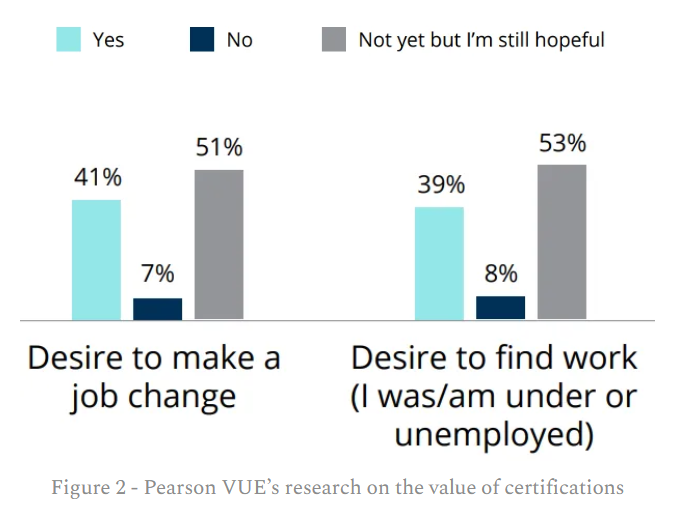 Yes No Not yet but I’m still hopeful
41% 7% 51%
39% 8% 53%
Desire to make a
job change
Desire to find work
(I was/am under or
unemployed)
Figure 2 - Pearson VUE’s research on the value of certifications